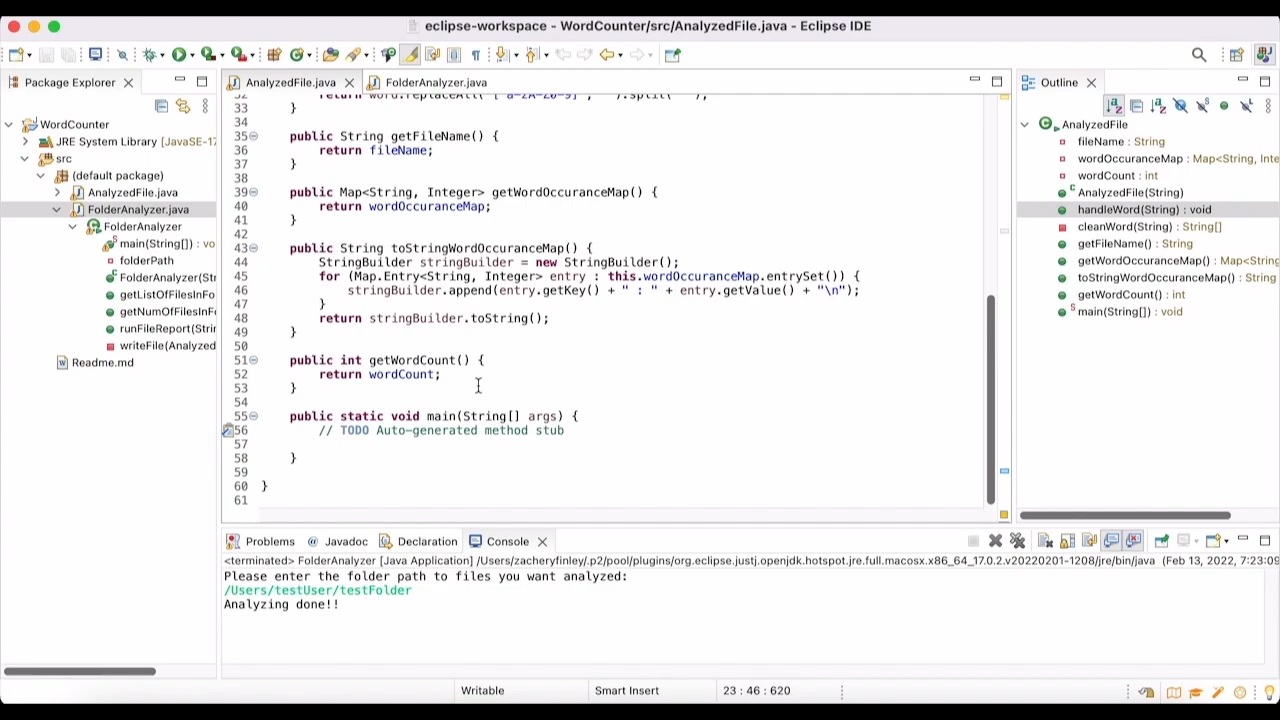 eclipse-workspace - WordCounter/src/AnalyzedFile.java - Eclipse IDE
Package Explorer
WordCounter
JRE System Library [JavaSE-17
src
(default package)
AnalyzedFile.java
FolderAnalyzer.java
FolderAnalyzer
main(String[]) : vo
folderPath
FolderAnalyzer(Str
getListOfFilesInFo
getNumOfFilesInFo
runFileReport(Strin
writeFile(Analyzed
Readme.md
AnalyzedFile.java
FolderAnalyzer.java
33 }
34
35 public String getFileName() {
36 return fileName;
37 }
38
39 public Map<String, Integer> getWordOccuranceMap() {
40 return wordOccuranceMap;
41 }
42
43 public String toStringWordOccuranceMap() {
44 StringBuilder stringBuilder = new StringBuilder();
45 for (Map.Entry<String, Integer> entry : this.wordOccuranceMap.entrySet()) {
46 stringBuilder.append(entry.getKey() + " : " + entry.getValue() + "\n");
47 }
48 return stringBuilder.toString();
49 }
50
51 public int getWordCount() {
52 return wordCount;
53 }
54
55 public static void main(String[] args) {
56 // TODO Auto-generated method stub
57
58 }
59
60 }
61
Outline
AnalyzedFile
fileName : String
wordOccuranceMap : Map<String, Inte
wordCount : int
AnalyzedFile(String)
handleWord(String) : void
cleanWord(String) : String[]
getFileName() : String
getWordOccuranceMap() : Map<String
toStringWordOccuranceMap() : String
getWordCount() : int
main(String[]) : void
Problems @ Javadoc Declaration Console
<terminated> FolderAnalyzer [Java Application] /Users/zacheryfinley/.p2/pool/plugins/org.eclipse.justj.openjdk.hotspot.jre.full.macosx.x86_64_17.0.2.v20220201-1208/jre/bin/java (Feb 13, 2022, 7:23:09
Please enter the folder path to files you want analyzed:
/Users/testUser/testFolder
Analyzing done!!
Writable Smart Insert 23 : 46 : 620